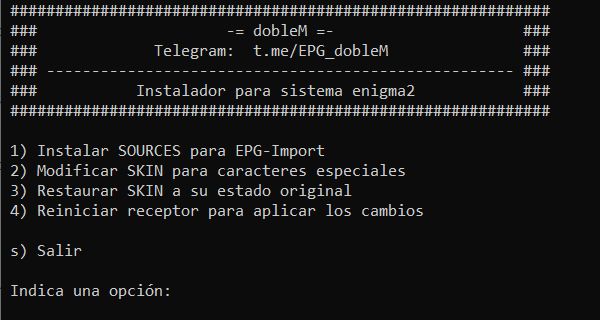 ############################################################
###                     -= dobleM =-                     ###
###             Telegram:  t.me/EPG_dobleM               ###
### ---------------------------------------------------- ###
###           Instalador para sistema enigma2            ###
############################################################
1) Instalar SOURCES para EPG-Import
2) Modificar SKIN para caracteres especiales
3) Restaurar SKIN a su estado original
4) Reiniciar receptor para aplicar los cambios
s) Salir
Indica una opción: